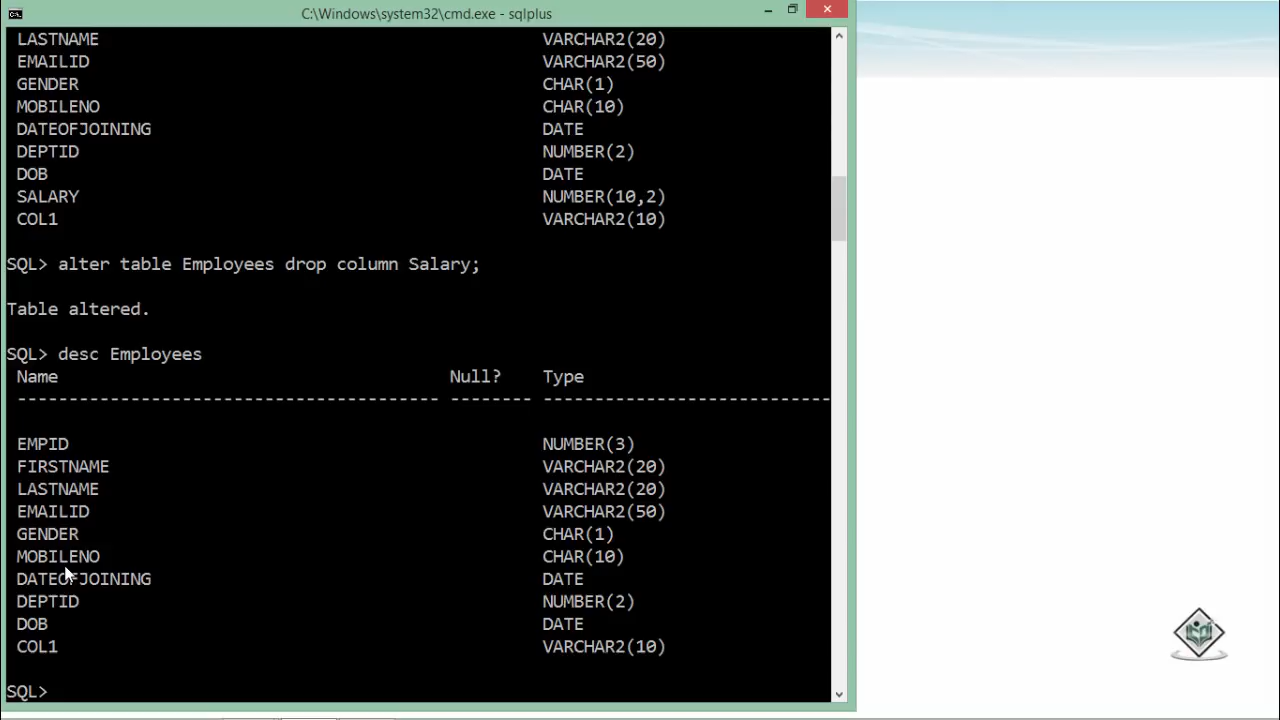 C:\Windows\system32\cmd.exe - sqlplus
LASTNAME VARCHAR2(20)
EMAILID VARCHAR2(50)
GENDER CHAR(1)
MOBILENO CHAR(10)
DATEOFJOINING DATE
DEPTID NUMBER(2)
DOB DATE
SALARY NUMBER(10,2)
COL1 VARCHAR2(10)
SQL> alter table Employees drop column Salary;
Table altered.
SQL> desc Employees
Name Null? Type
----------------------------------------- -------- ----------------------------
EMPID NUMBER(3)
FIRSTNAME VARCHAR2(20)
LASTNAME VARCHAR2(20)
EMAILID VARCHAR2(50)
GENDER CHAR(1)
MOBILENO CHAR(10)
DATEOFJOINING DATE
DEPTID NUMBER(2)
DOB DATE
COL1 VARCHAR2(10)
SQL>